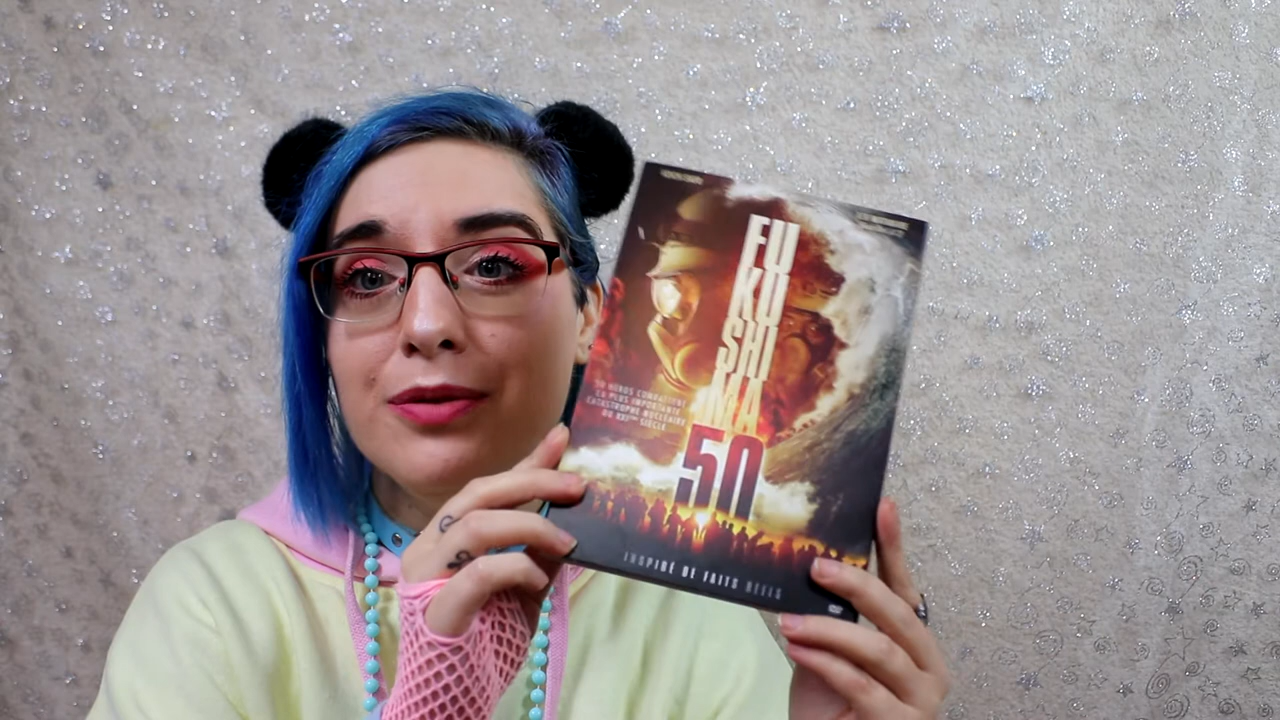 FU
KU
SHI
MA
50
50 HÉROS COMBATTENT
LA PLUS IMPORTANTE
CATASTROPHE NUCLÉAIRE
DU XXIème SIÈCLE
INSPIRÉ DE FAITS RÉELS